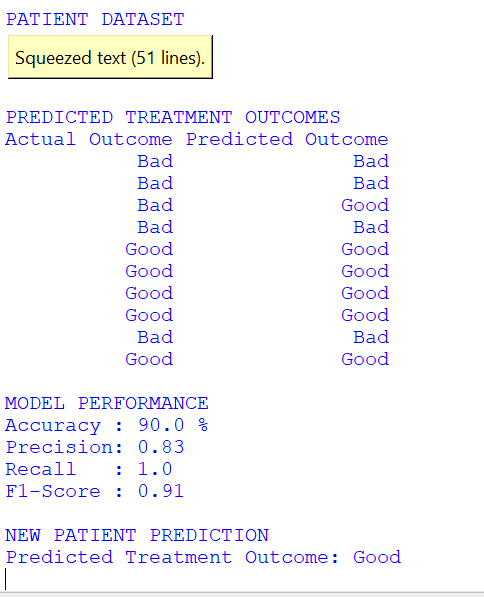 PATIENT DATASET
Squeezed text (51 lines).
PREDICTED TREATMENT OUTCOMES
Actual Outcome Predicted Outcome
Bad Bad
Bad Bad
Bad Good
Bad Bad
Good Good
Good Good
Good Good
Good Good
Bad Bad
Good Good
MODEL PERFORMANCE
Accuracy : 90.0 %
Precision: 0.83
Recall   : 1.0
F1-Score : 0.91
NEW PATIENT PREDICTION
Predicted Treatment Outcome: Good